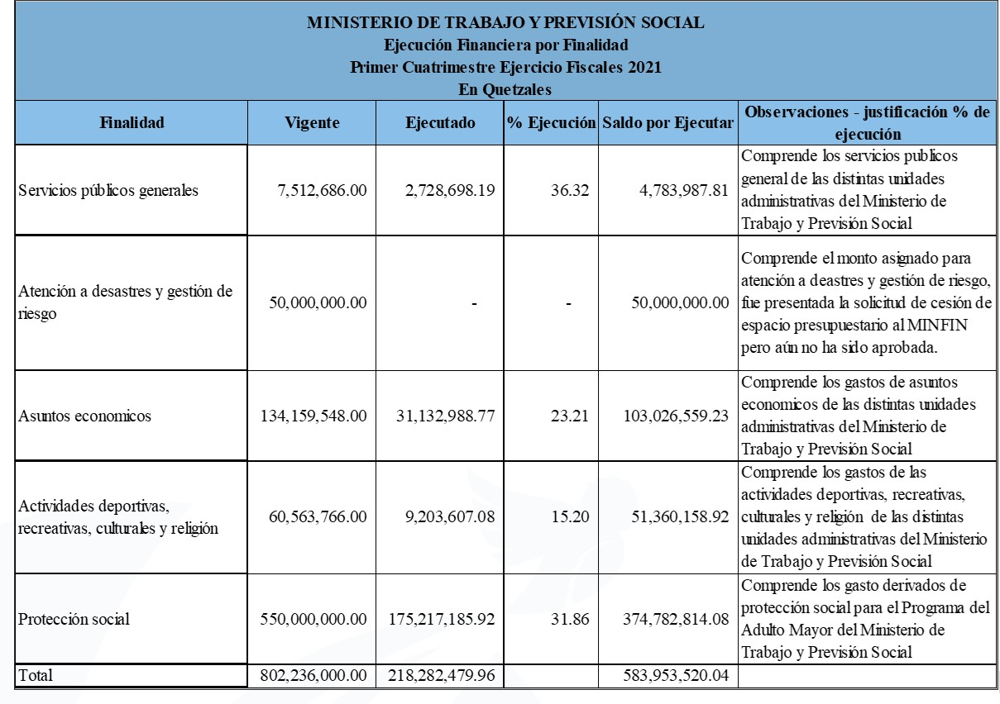 MINISTERIO DE TRABAJO Y PREVISIÓN SOCIAL
Ejecución Financiera por Finalidad
Primer Cuatrimestre Ejercicio Fiscales 2021
En Quetzales
Finalidad Vigente Ejecutado % Ejecución Saldo por Ejecutar Observaciones - justificación % de
ejecución
Servicios públicos generales 7,512,686.00 2,728,698.19 36.32 4,783,987.81
Comprende los servicios publicos
general de las distintas unidades
administrativas del Ministerio de
Trabajo y Previsión Social
Atención a desastres y gestión de
riesgo
50,000,000.00 - - 50,000,000.00
Comprende el monto asignado para
atención a deastres y gestión de riesgo,
fue presentada la solicitud de cesión de
espacio presupuestario al MINFIN
pero aún no ha sido aprobada.
Asuntos economicos 134,159,548.00 31,132,988.77 23.21 103,026,559.23
Comprende los gastos de asuntos
economicos de las distintas unidades
administrativas del Ministerio de
Trabajo y Previsión Social
Actividades deportivas,
recreativas, culturales y religión
60,563,766.00 9,203,607.08 15.20 51,360,158.92
Comprende los gastos de las
actividades deportivas, recreativas,
culturales y religión de las distintas
unidades administrativas del Ministerio
de Trabajo y Previsión Social
Protección social 550,000,000.00 175,217,185.92 31.86 374,782,814.08
Comprende los gasto derivados de
protección social para el Programa del
Adulto Mayor del Ministerio de
Trabajo y Previsión Social
Total 802,236,000.00 218,282,479.96 583,953,520.04